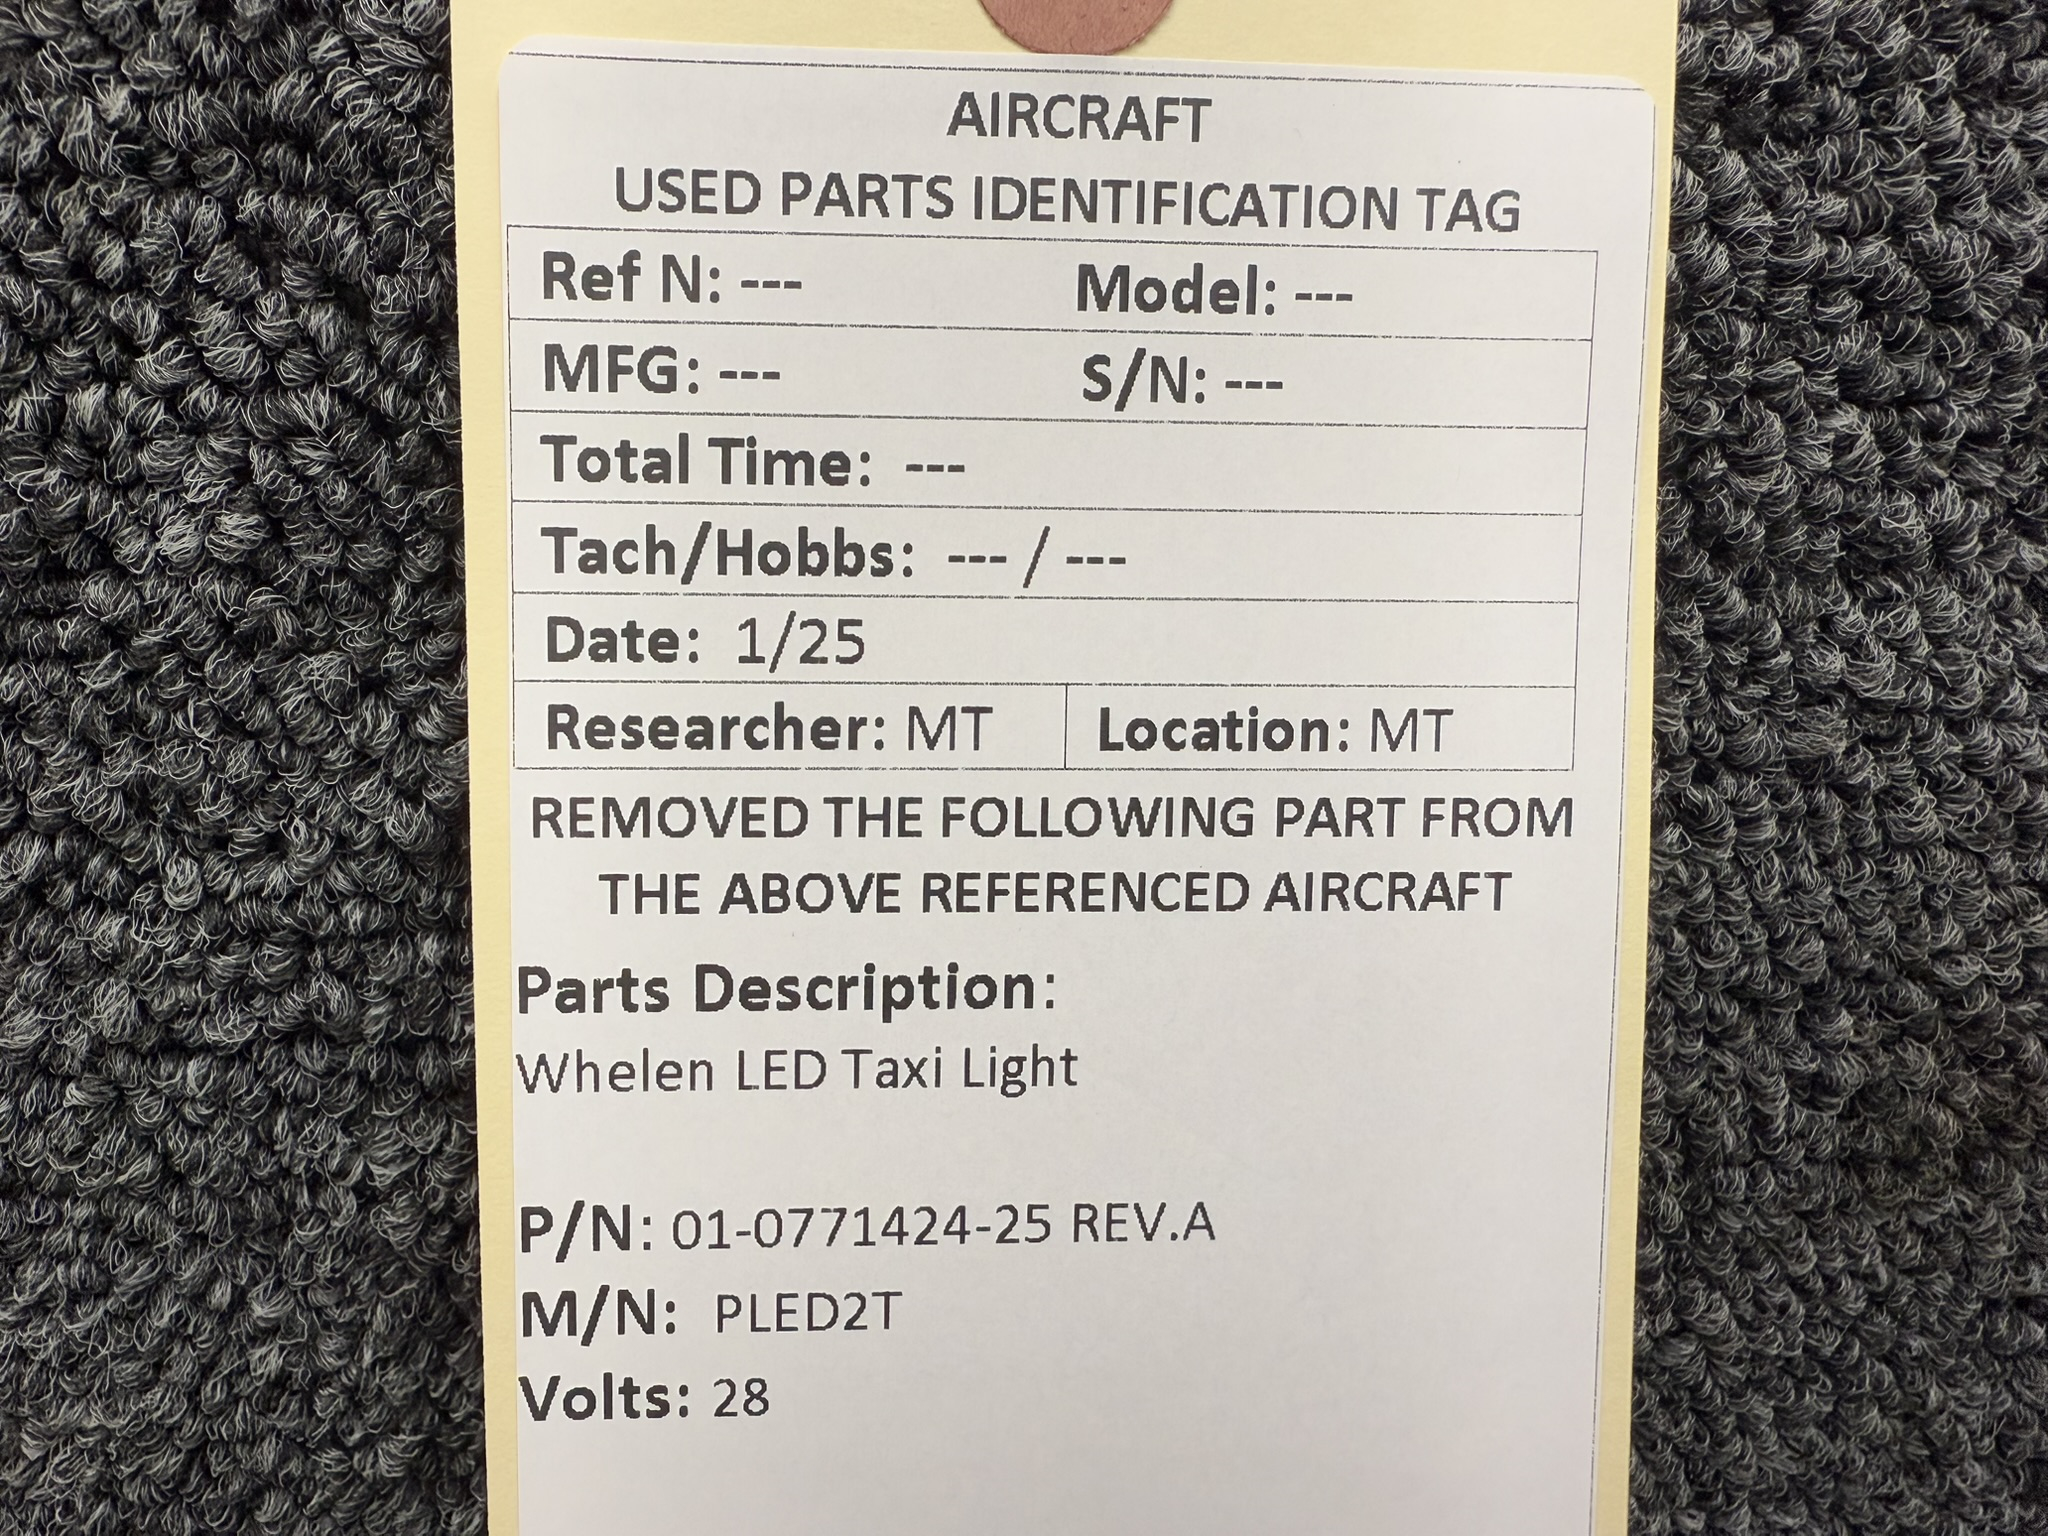 AIRCRAFT
USED PARTS IDENTIFICATION TAG
Ref N: --- Model: ---
MFG: --- S/N: ---
Total Time: ---
Tach/Hobbs: --- / ---
Date: 1/25
Researcher: MT Location: MT
REMOVED THE FOLLOWING PART FROM
THE ABOVE REFERENCED AIRCRAFT
Parts Description:
Whelen LED Taxi Light
P/N: 01-0771424-25 REV.A
M/N: PLED2T
Volts: 28